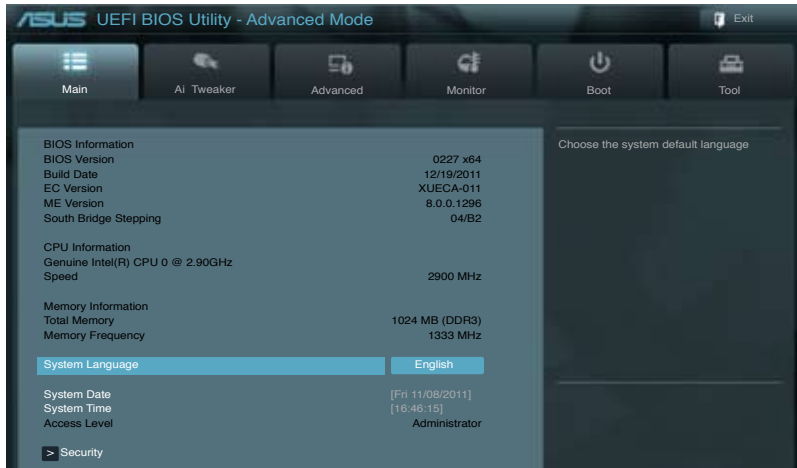 ASUS UEFI BIOS Utility - Advanced Mode Exit
Main Ai Tweaker Advanced Monitor Boot Tool
BIOS Information
BIOS Version 0227 x64
Build Date 12/19/2011
EC Version XUECA-011
ME Version 8.0.0.1296
South Bridge Stepping 04/B2
CPU Information
Genuine Intel(R) CPU 0 @ 2.90GHz
Speed 2900 MHz
Memory Information
Total Memory 1024 MB (DDR3)
Memory Frequency 1333 MHz
System Language English
System Date [Fri 11/08/2011]
System Time [16:46:15]
Access Level Administrator
> Security
Choose the system default language